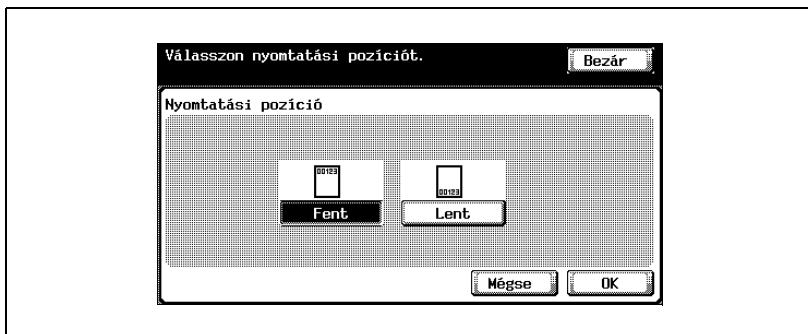 Válasszon nyomtatási pozíciót.
Bezár
Nyomtatási pozíció
00123
00123
Fent
Lent
Mégse
OK